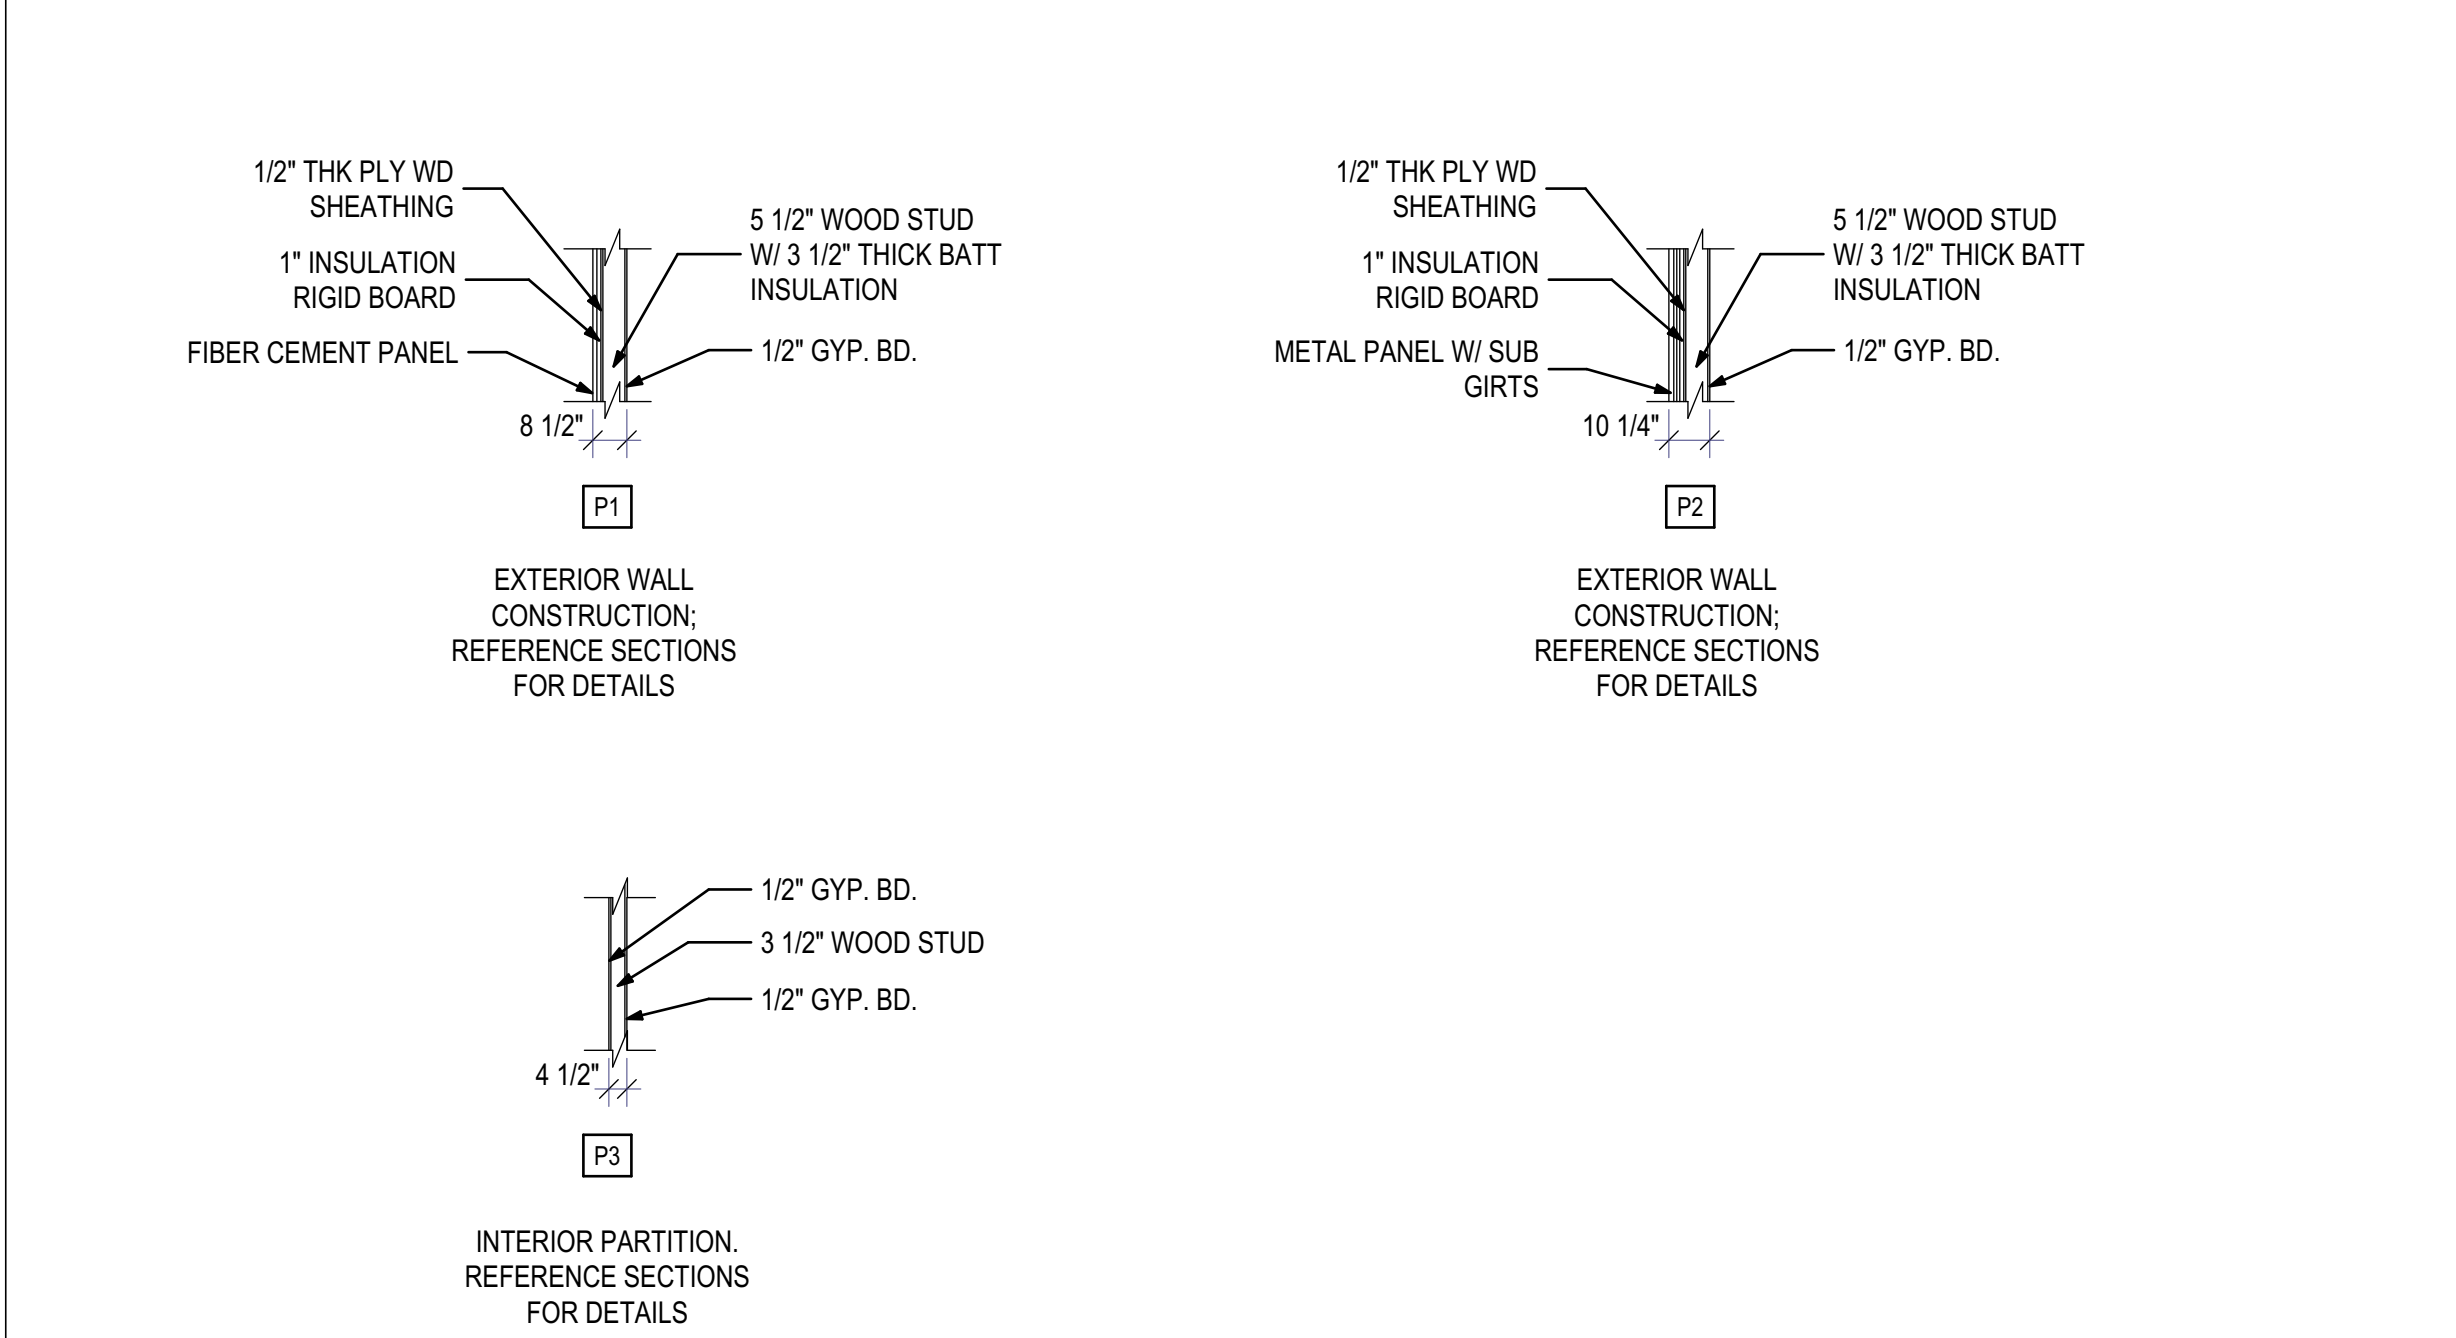 1/2" THK PLY WD
SHEATHING
1" INSULATION
RIGID BOARD
FIBER CEMENT PANEL
5 1/2" WOOD STUD
W/ 3 1/2" THICK BATT
INSULATION
1/2" GYP. BD.
8 1/2"
P1
EXTERIOR WALL
CONSTRUCTION;
REFERENCE SECTIONS
FOR DETAILS
1/2" THK PLY WD
SHEATHING
1" INSULATION
RIGID BOARD
METAL PANEL W/ SUB
GIRTS
5 1/2" WOOD STUD
W/ 3 1/2" THICK BATT
INSULATION
1/2" GYP. BD.
10 1/4"
P2
EXTERIOR WALL
CONSTRUCTION;
REFERENCE SECTIONS
FOR DETAILS
1/2" GYP. BD.
3 1/2" WOOD STUD
1/2" GYP. BD.
4 1/2"
P3
INTERIOR PARTITION.
REFERENCE SECTIONS
FOR DETAILS